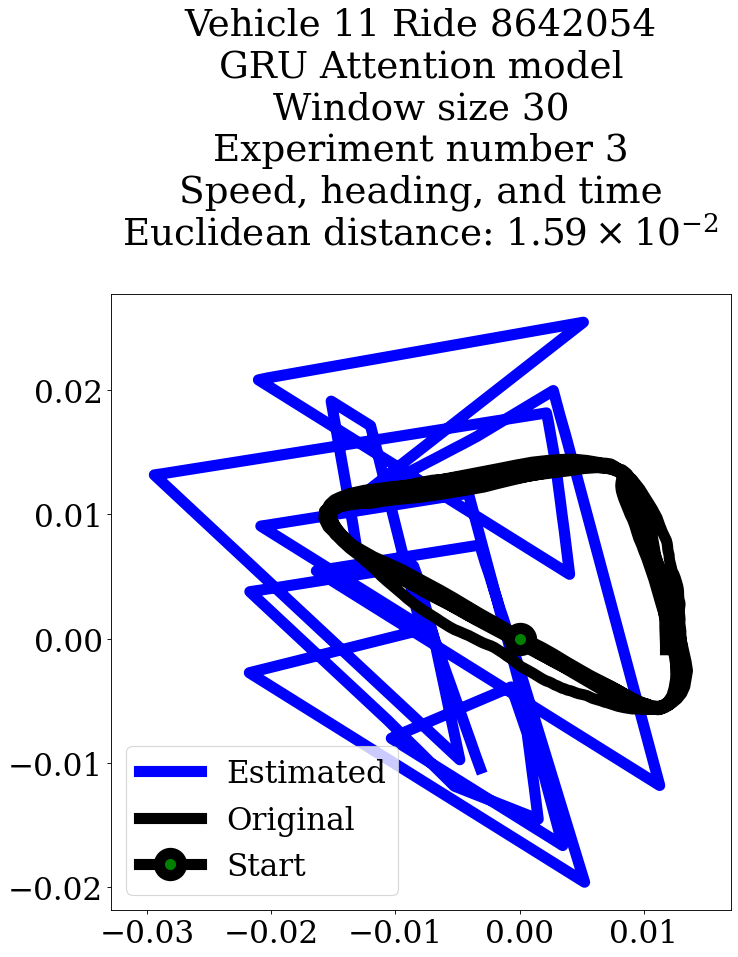 Vehicle 11 Ride 8642054
GRU Attention model
Window size 30
Experiment number 3
Speed, heading, and time
Euclidean distance: 1.59 × 10⁻²
0.02
0.01
0.00
−0.01
−0.02
Estimated
Original
Start
−0.03 −0.02 −0.01 0.00 0.01